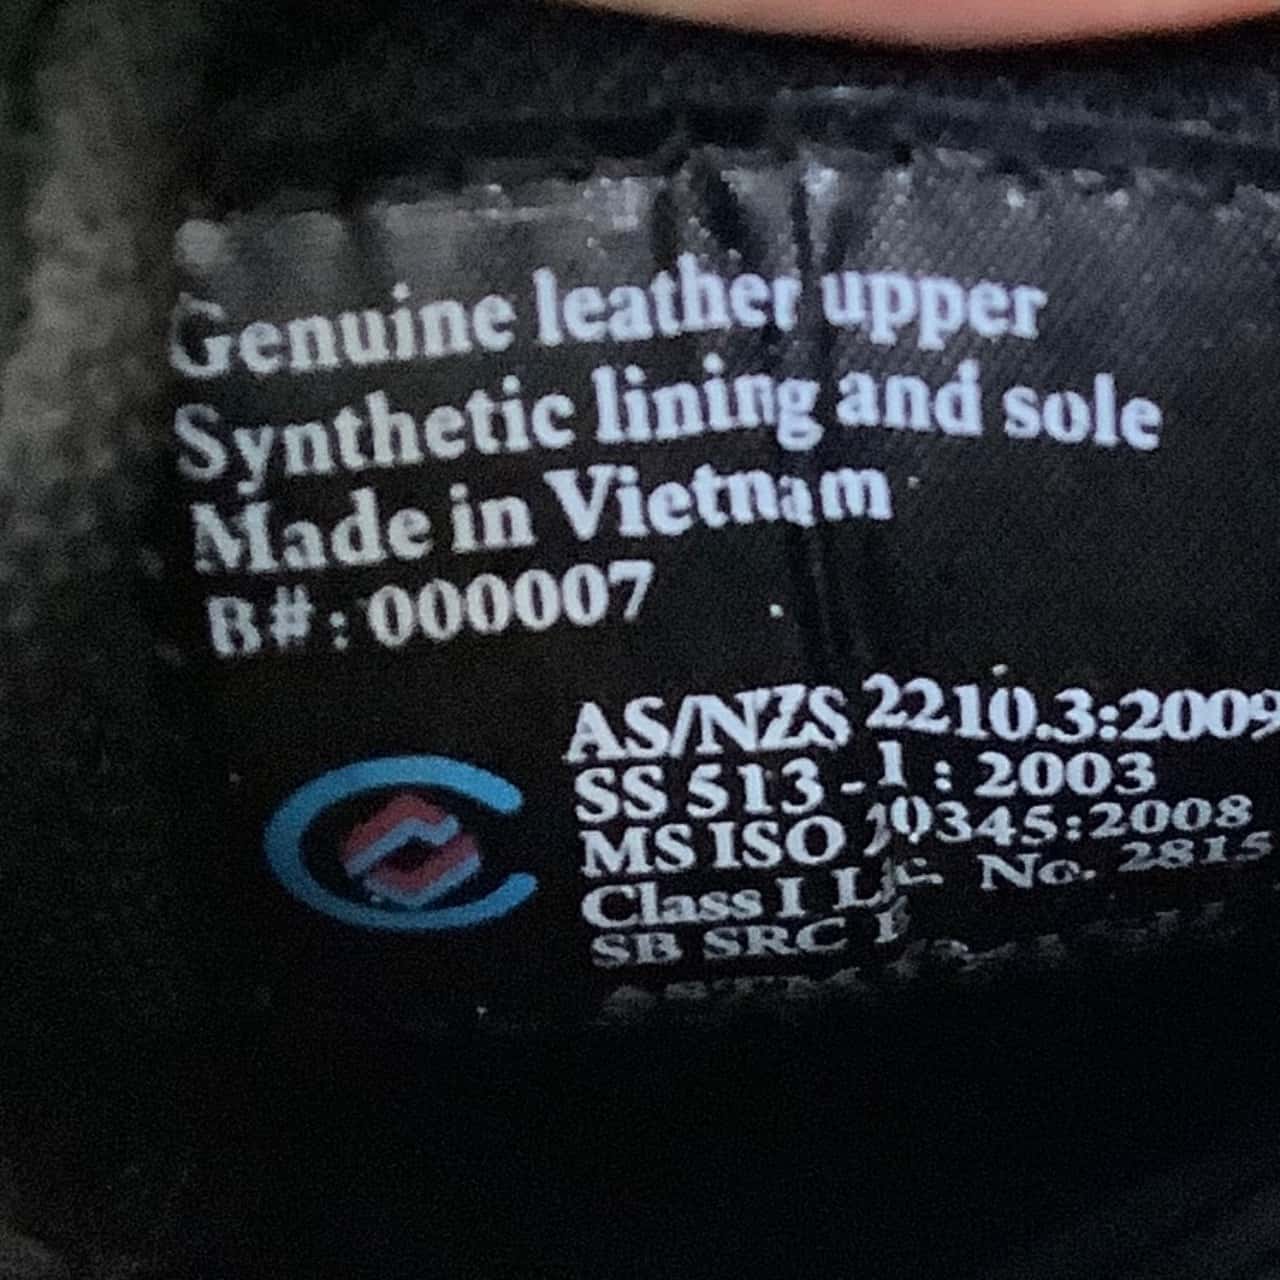 Genuine leather upper
Synthetic lining and sole
Made in Vietnam
B#: 000007
AS/NZS 2210.3:2009
SS 513 - 1 : 2003
MS ISO 20345:2008
Class I Lic. No. 2815
SB SRC